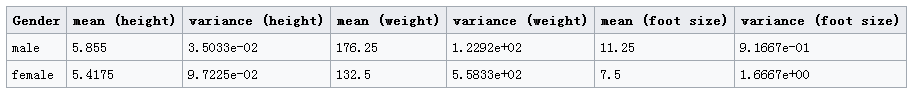 Gender mean (height) variance (height) mean (weight) variance (weight) mean (foot size) variance (foot size)
male 5.855 3.5033e-02 176.25 1.2292e+02 11.25 9.1667e-01
female 5.4175 9.7225e-02 132.5 5.5833e+02 7.5 1.6667e+00